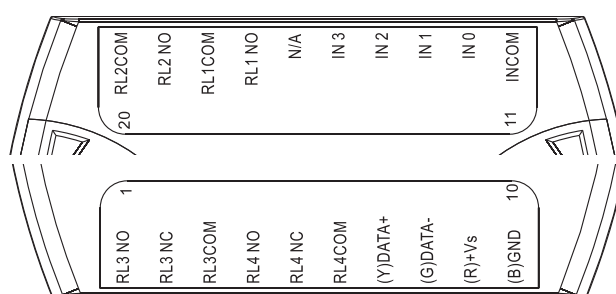 RL2COM
RL2 NO
RL1COM
RL1 NO
N/A
IN 3
IN 2
IN 1
IN 0
INCOM
20
11
1
10
RL3 NO
RL3 NC
RL3COM
RL4 NO
RL4 NC
RL4COM
(Y)DATA+
(G)DATA-
(R)+Vs
(B)GND